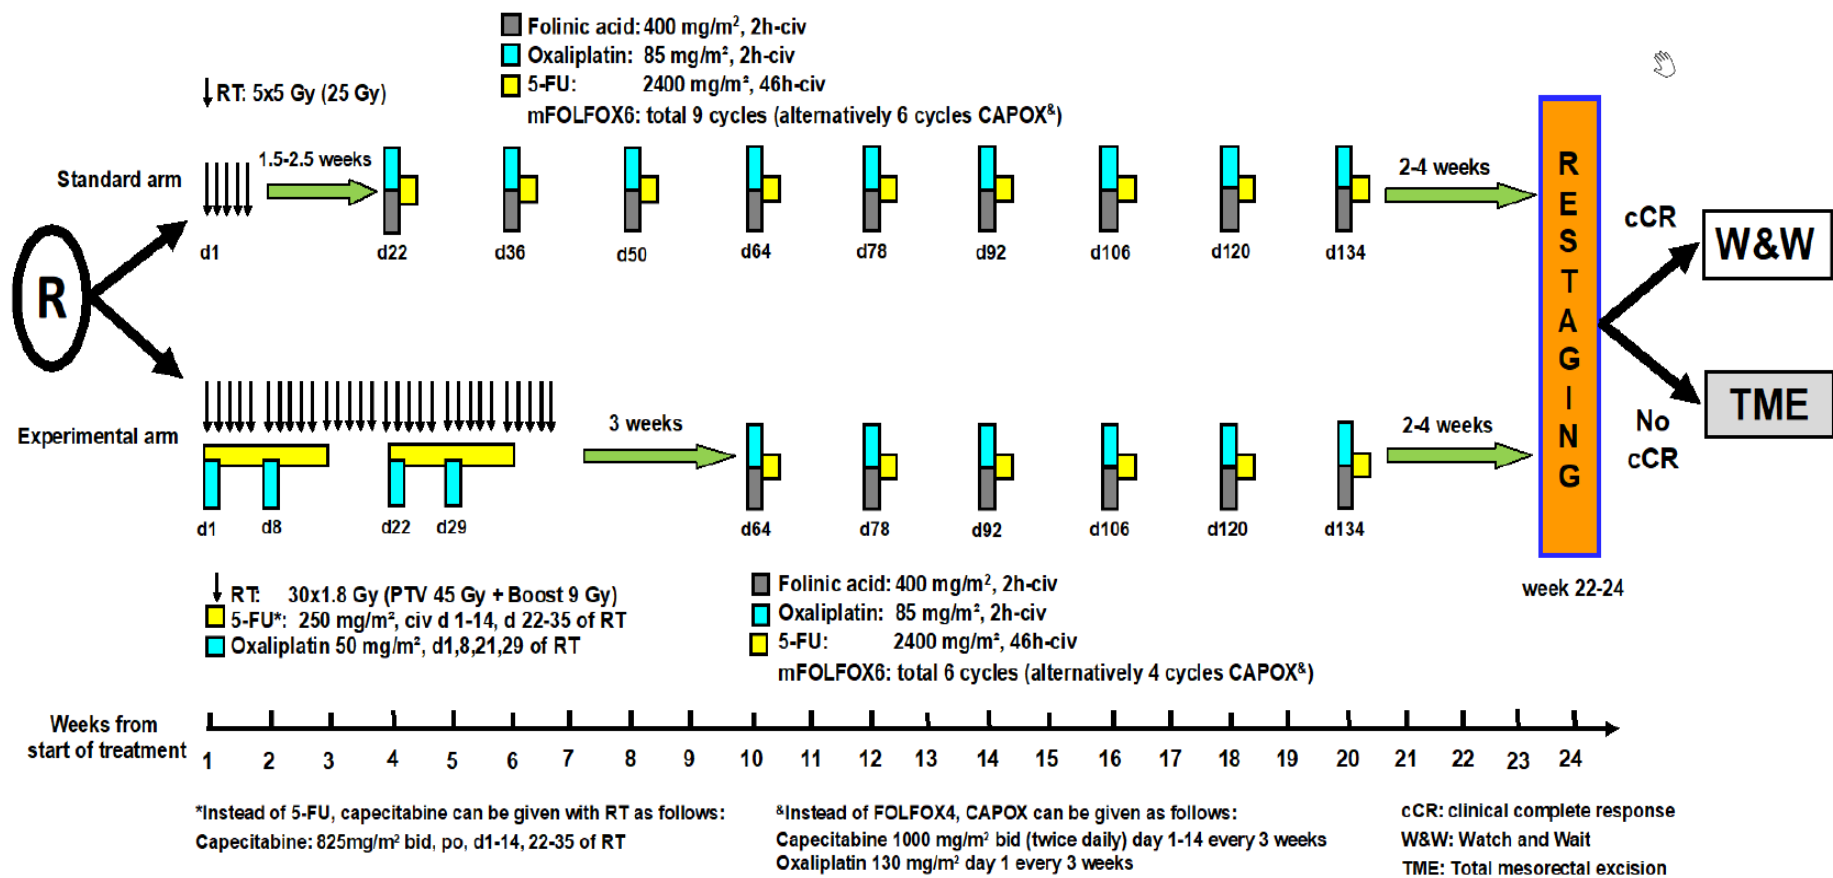 Folinic acid: 400 mg/m², 2h-civ
Oxaliplatin: 85 mg/m², 2h-civ
5-FU: 2400 mg/m², 46h-civ
mFOLFOX6: total 9 cycles (alternatively 6 cycles CAPOX&)
RT: 5x5 Gy (25 Gy)
Standard arm
1.5-2.5 weeks
2-4 weeks
d1 d22 d36 d50 d64 d78 d92 d106 d120 d134
R
RESTAGING
cCR
W&W
Experimental arm
3 weeks
2-4 weeks
No
cCR
TME
d1 d8 d22 d29 d64 d78 d92 d106 d120 d134
week 22-24
RT: 30x1.8 Gy (PTV 45 Gy + Boost 9 Gy)
5-FU*: 250 mg/m², civ d 1-14, d 22-35 of RT
Oxaliplatin 50 mg/m², d1,8,21,29 of RT
Folinic acid: 400 mg/m², 2h-civ
Oxaliplatin: 85 mg/m², 2h-civ
5-FU: 2400 mg/m², 46h-civ
mFOLFOX6: total 6 cycles (alternatively 4 cycles CAPOX&)
Weeks from
start of treatment
1 2 3 4 5 6 7 8 9 10 11 12 13 14 15 16 17 18 19 20 21 22 23 24
*Instead of 5-FU, capecitabine can be given with RT as follows:
Capecitabine: 825mg/m² bid, po, d1-14, 22-35 of RT
&Instead of FOLFOX4, CAPOX can be given as follows:
Capecitabine 1000 mg/m² bid (twice daily) day 1-14 every 3 weeks
Oxaliplatin 130 mg/m² day 1 every 3 weeks
cCR: clinical complete response
W&W: Watch and Wait
TME: Total mesorectal excision